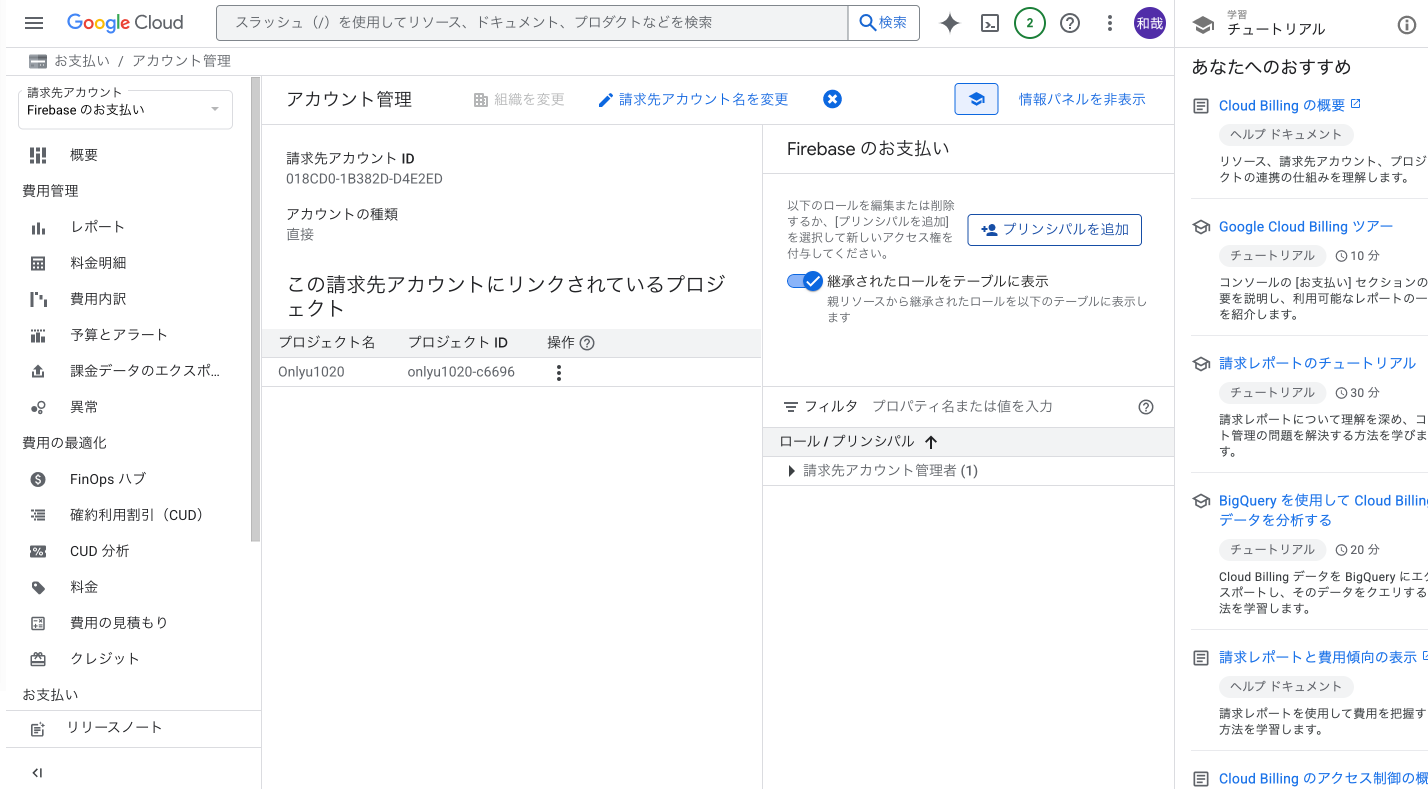 Google Cloud
スラッシュ（/）を使用してリソース、ドキュメント、プロダクトなどを検索
検索
2
和哉
お支払い / アカウント管理
請求先アカウント
Firebase のお支払い
概要
費用管理
レポート
料金明細
費用内訳
予算とアラート
課金データのエクスポ...
異常
費用の最適化
FinOps ハブ
確約利用割引（CUD）
CUD 分析
料金
費用の見積もり
クレジット
お支払い
リリースノート
アカウント管理
組織を変更
請求先アカウント名を変更
情報パネルを非表示
請求先アカウント ID
018CD0-1B382D-D4E2ED
アカウントの種類
直接
この請求先アカウントにリンクされているプロジ
ェクト
プロジェクト名 プロジェクト ID 操作
Onlyu1020 onlyu1020-c6696
Firebase のお支払い
以下のロールを編集または削除
するか、[プリンシパルを追加]
を選択して新しいアクセス権を
付与してください。
プリンシパルを追加
継承されたロールをテーブルに表示
親リソースから継承されたロールを以下のテーブルに表示し
ます
フィルタ プロパティ名または値を入力
ロール / プリンシパル
請求先アカウント管理者 (1)
学習
チュートリアル
あなたへのおすすめ
Cloud Billing の概要
ヘルプ ドキュメント
リソース、請求先アカウント、プロジ
クトの連携の仕組みを理解します。
Google Cloud Billing ツアー
チュートリアル 10 分
コンソールの [お支払い] セクションの
要を説明し、利用可能なレポートの一
を紹介します。
請求レポートのチュートリアル
チュートリアル 30 分
請求レポートについて理解を深め、コ
ト管理の問題を解決する方法を学びま
す。
BigQuery を使用して Cloud Billing
データを分析する
チュートリアル 20 分
Cloud Billing データを BigQuery にエク
スポートし、そのデータをクエリする
法を学習します。
請求レポートと費用傾向の表示
ヘルプ ドキュメント
請求レポートを使用して費用を把握す
方法を学習します。
Cloud Billing のアクセス制御の概